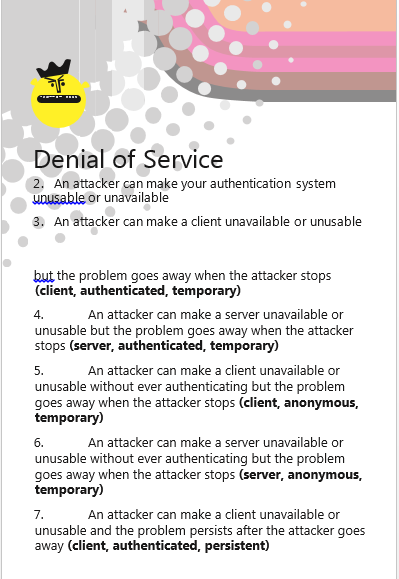 Denial of Service
2. An attacker can make your authentication system
unusable or unavailable
3. An attacker can make a client unavailable or unusable
but the problem goes away when the attacker stops
(client, authenticated, temporary)
4. An attacker can make a server unavailable or
unusable but the problem goes away when the attacker
stops (server, authenticated, temporary)
5. An attacker can make a client unavailable or
unusable without ever authenticating but the problem
goes away when the attacker stops (client, anonymous,
temporary)
6. An attacker can make a server unavailable or
unusable without ever authenticating but the problem
goes away when the attacker stops (server, anonymous,
temporary)
7. An attacker can make a client unavailable or
unusable and the problem persists after the attacker goes
away (client, authenticated, persistent)